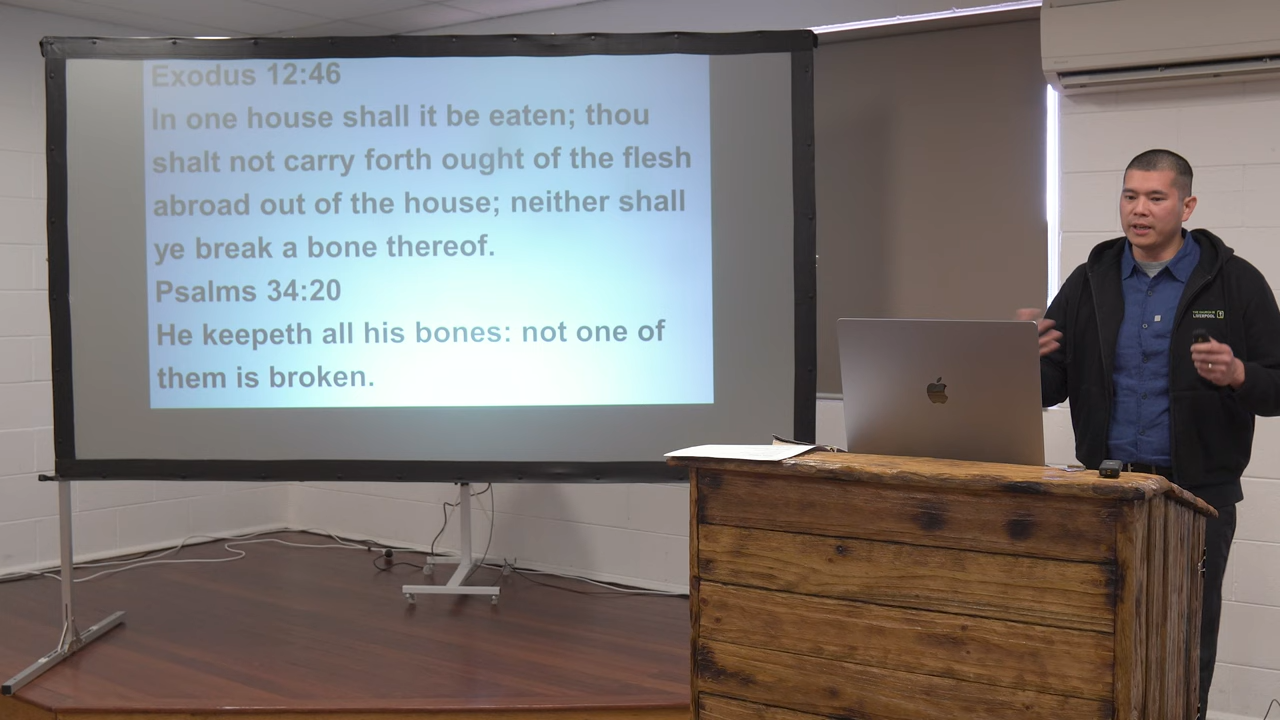 Exodus 12:46
In one house shall it be eaten; thou
shalt not carry forth ought of the flesh
abroad out of the house; neither shall
ye break a bone thereof.
Psalms 34:20
He keepeth all his bones: not one of
them is broken.
LIVERPOOL